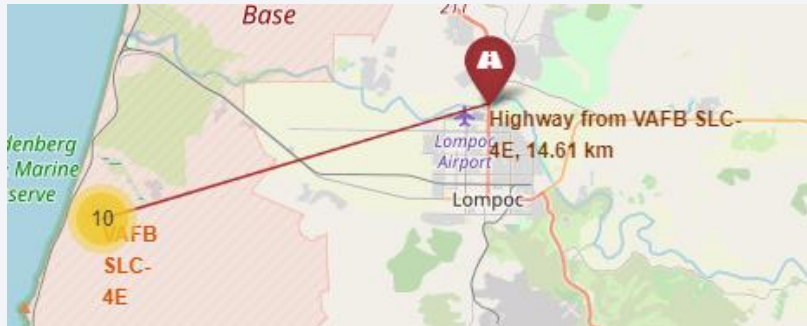 Base
denberg
Marine
serve
Highway from VAFB SLC-
4E, 14.61 km
Lompoc
Airport
Lompoc
10
VAFB
SLC-
4E